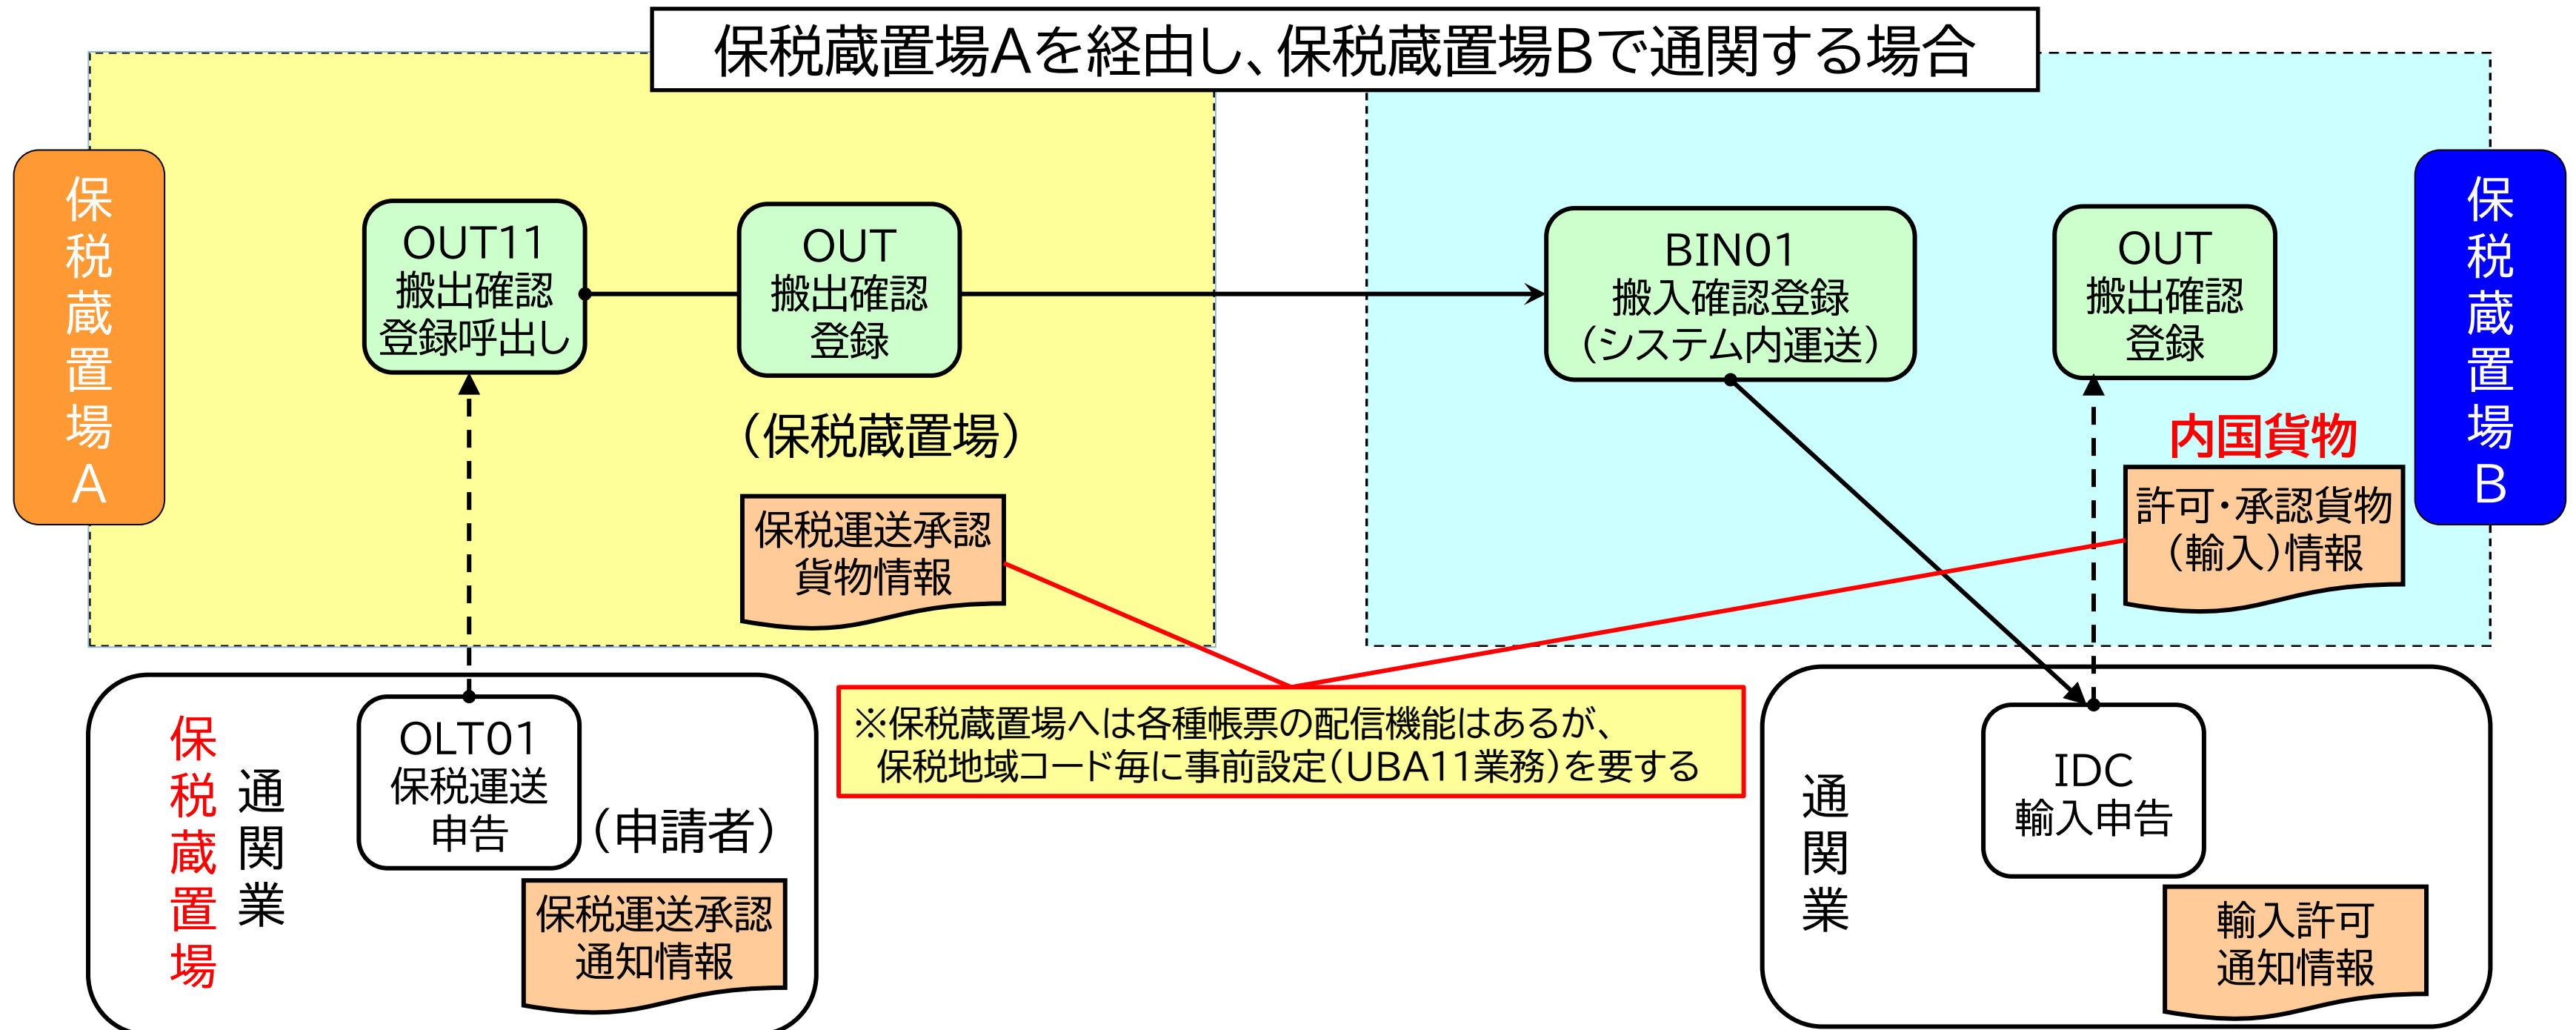 保税蔵置場Aを経由し、保税蔵置場Bで通関する場合
保税蔵置場A
OUT11
搬出確認
登録呼出し
OUT
搬出確認
登録
（保税蔵置場）
保税運送承認
貨物情報
BIN01
搬入確認登録
（システム内運送）
OUT
搬出確認
登録
内国貨物
許可・承認貨物
（輸入）情報
保税蔵置場B
保税蔵置場
通関業
OLT01
保税運送
申告
（申請者）
保税運送承認
通知情報
※保税蔵置場へは各種帳票の配信機能はあるが、
保税地域コード毎に事前設定（UBA11業務）を要する
通関業
IDC
輸入申告
輸入許可
通知情報